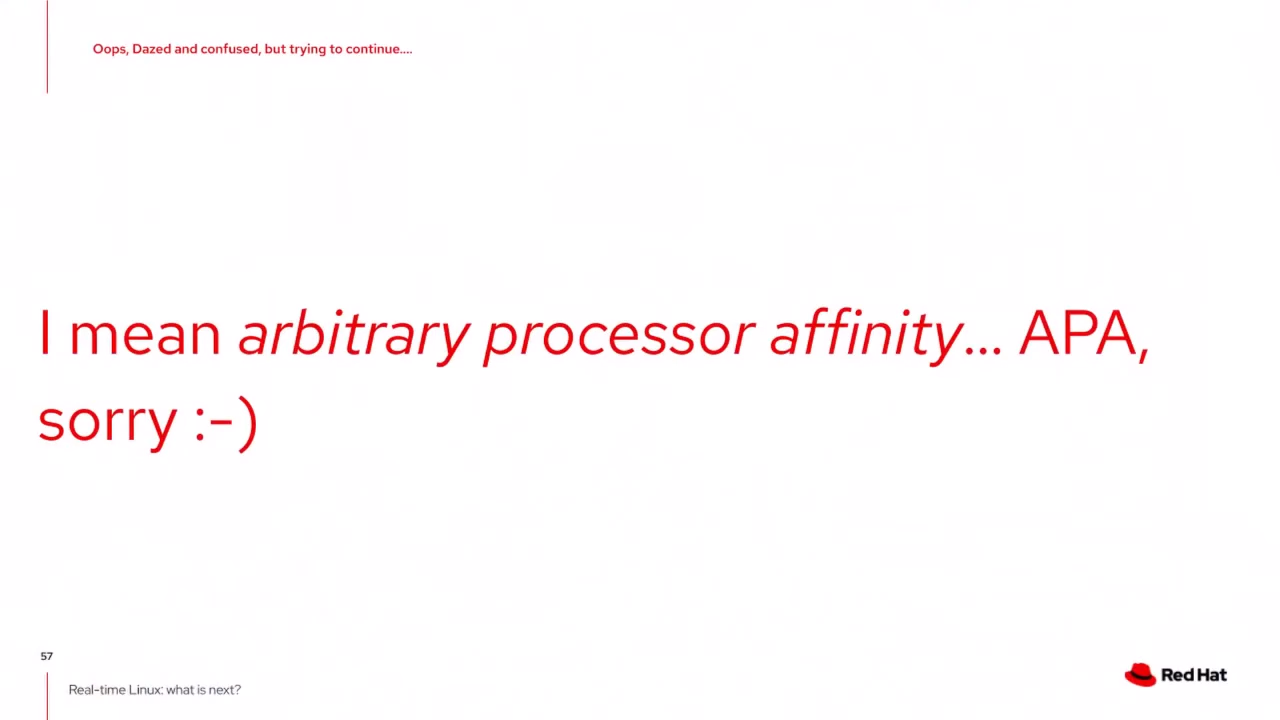 Oops, Dazed and confused, but trying to continue....
I mean arbitrary processor affinity... APA,
sorry :-)
57
Real-time Linux: what is next?
Red Hat